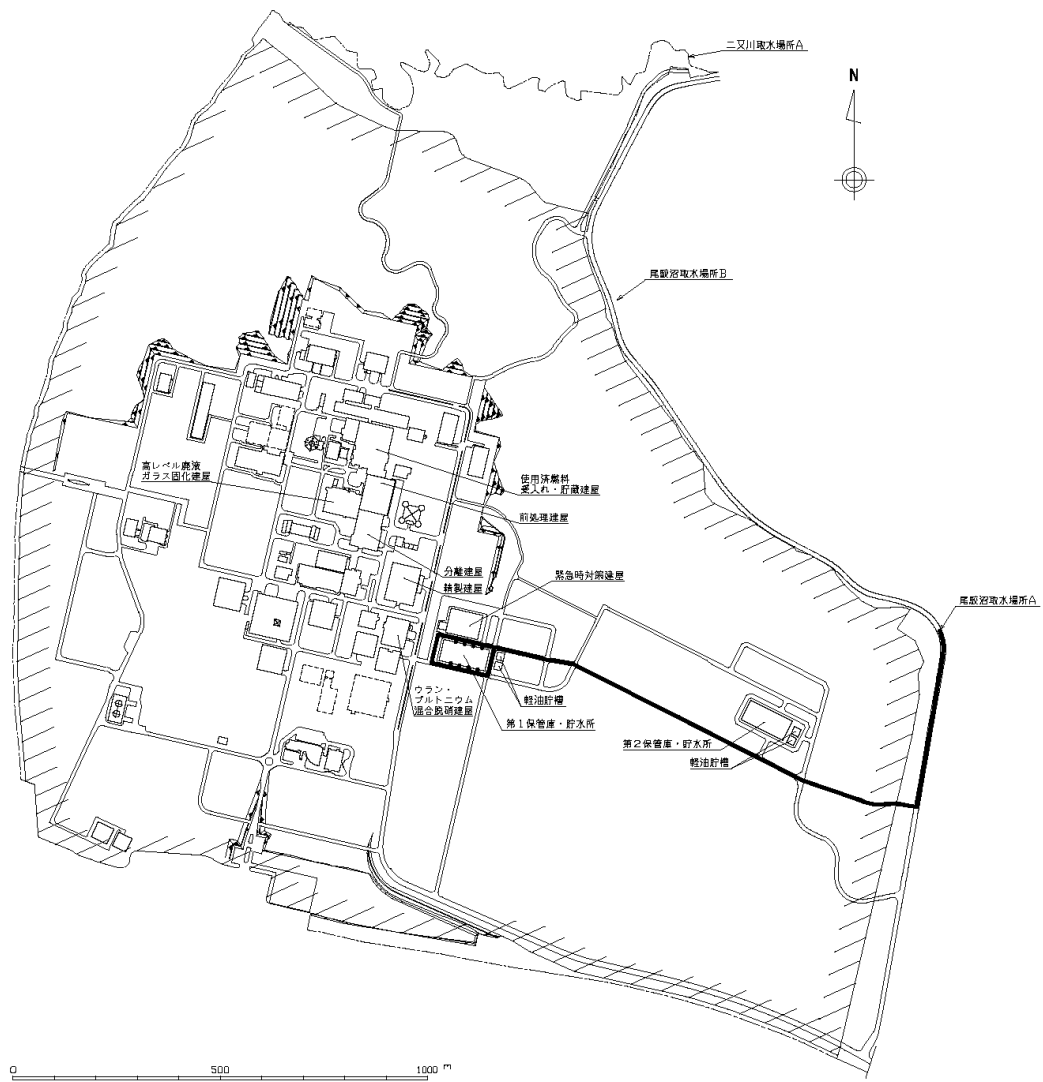 二又川取水場所A
N
尾駮沼取水場所B
高レベル廃液
ガラス固化建屋
使用済燃料
受入れ・貯蔵建屋
前処理建屋
分離建屋
精製建屋
緊急時対策建屋
尾駮沼取水場所A
ウラン・
プルトニウム
混合脱硝建屋
軽油貯槽
第1保管庫・貯水所
第2保管庫・貯水所
軽油貯槽
0 500 1000 m